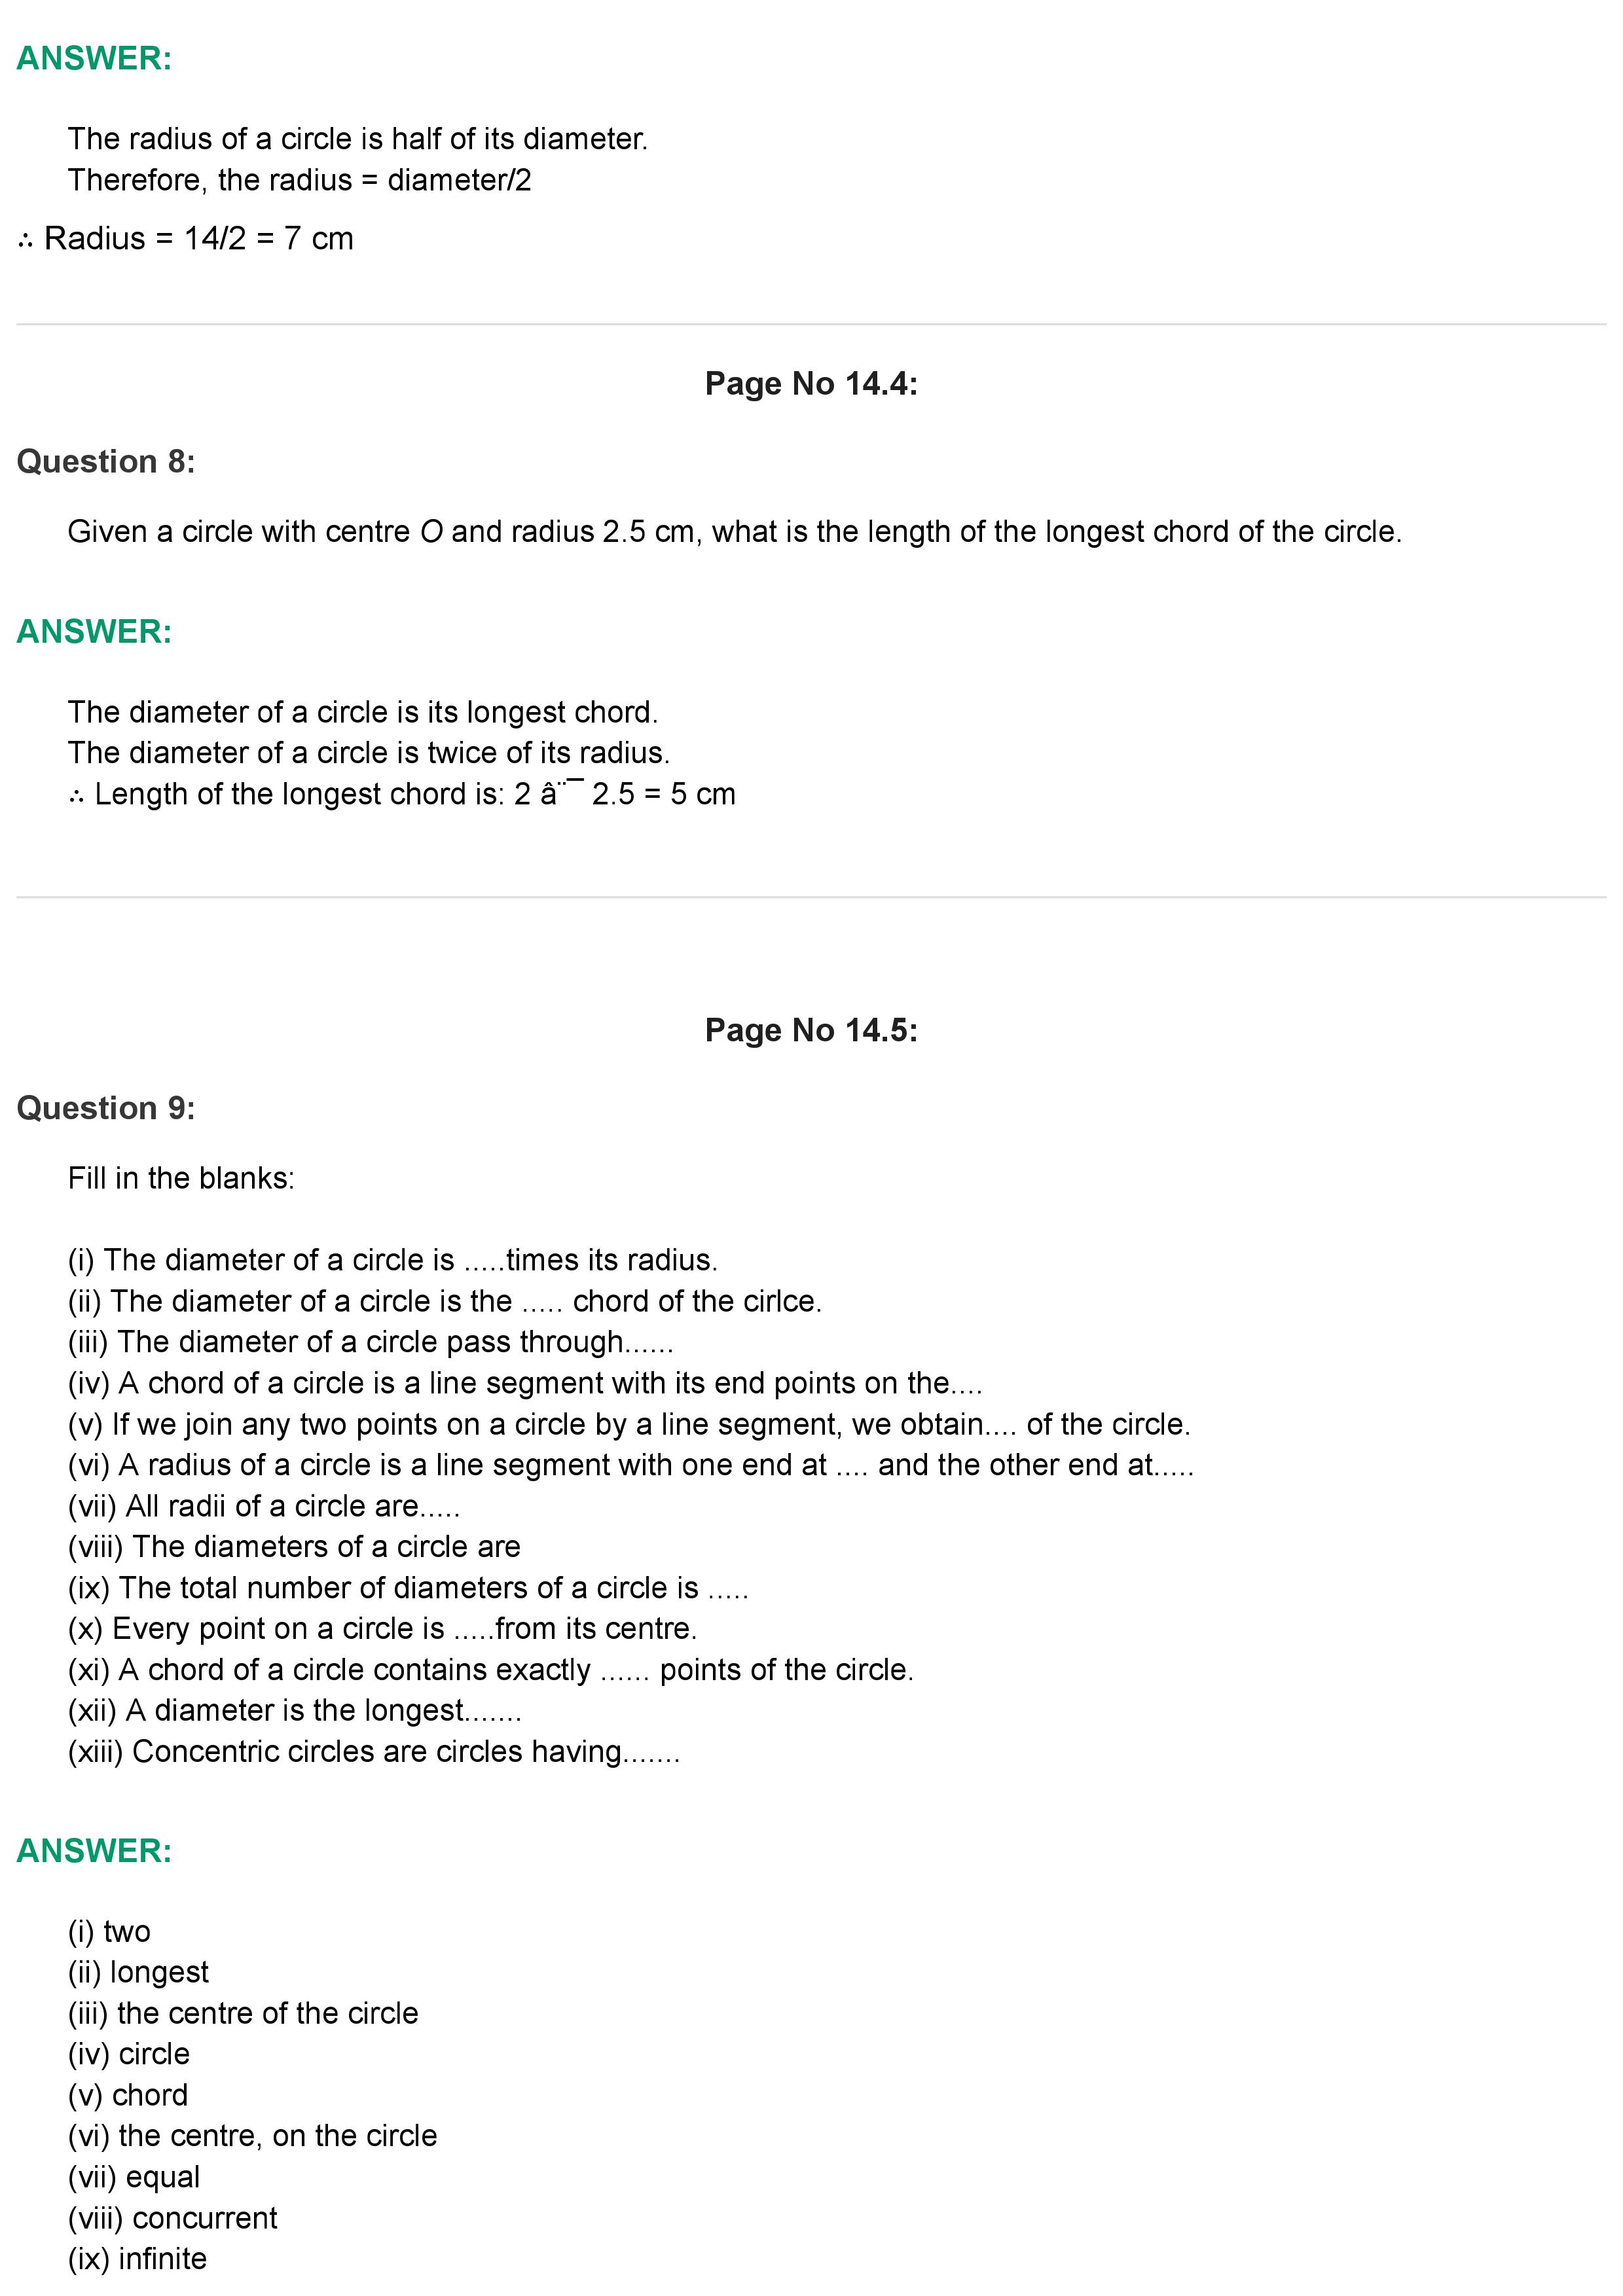 ANSWER:
The radius of a circle is half of its diameter.
Therefore, the radius = diameter/2
∴ Radius = 14/2 = 7 cm
Page No 14.4:
Question 8:
Given a circle with centre O and radius 2.5 cm, what is the length of the longest chord of the circle.
ANSWER:
The diameter of a circle is its longest chord.
The diameter of a circle is twice of its radius.
∴ Length of the longest chord is: 2 â¨¯ 2.5 = 5 cm
Page No 14.5:
Question 9:
Fill in the blanks:
(i) The diameter of a circle is .....times its radius.
(ii) The diameter of a circle is the ..... chord of the cirlce.
(iii) The diameter of a circle pass through......
(iv) A chord of a circle is a line segment with its end points on the....
(v) If we join any two points on a circle by a line segment, we obtain.... of the circle.
(vi) A radius of a circle is a line segment with one end at .... and the other end at.....
(vii) All radii of a circle are.....
(viii) The diameters of a circle are
(ix) The total number of diameters of a circle is .....
(x) Every point on a circle is .....from its centre.
(xi) A chord of a circle contains exactly ...... points of the circle.
(xii) A diameter is the longest.......
(xiii) Concentric circles are circles having.......
ANSWER:
(i) two
(ii) longest
(iii) the centre of the circle
(iv) circle
(v) chord
(vi) the centre, on the circle
(vii) equal
(viii) concurrent
(ix) infinite